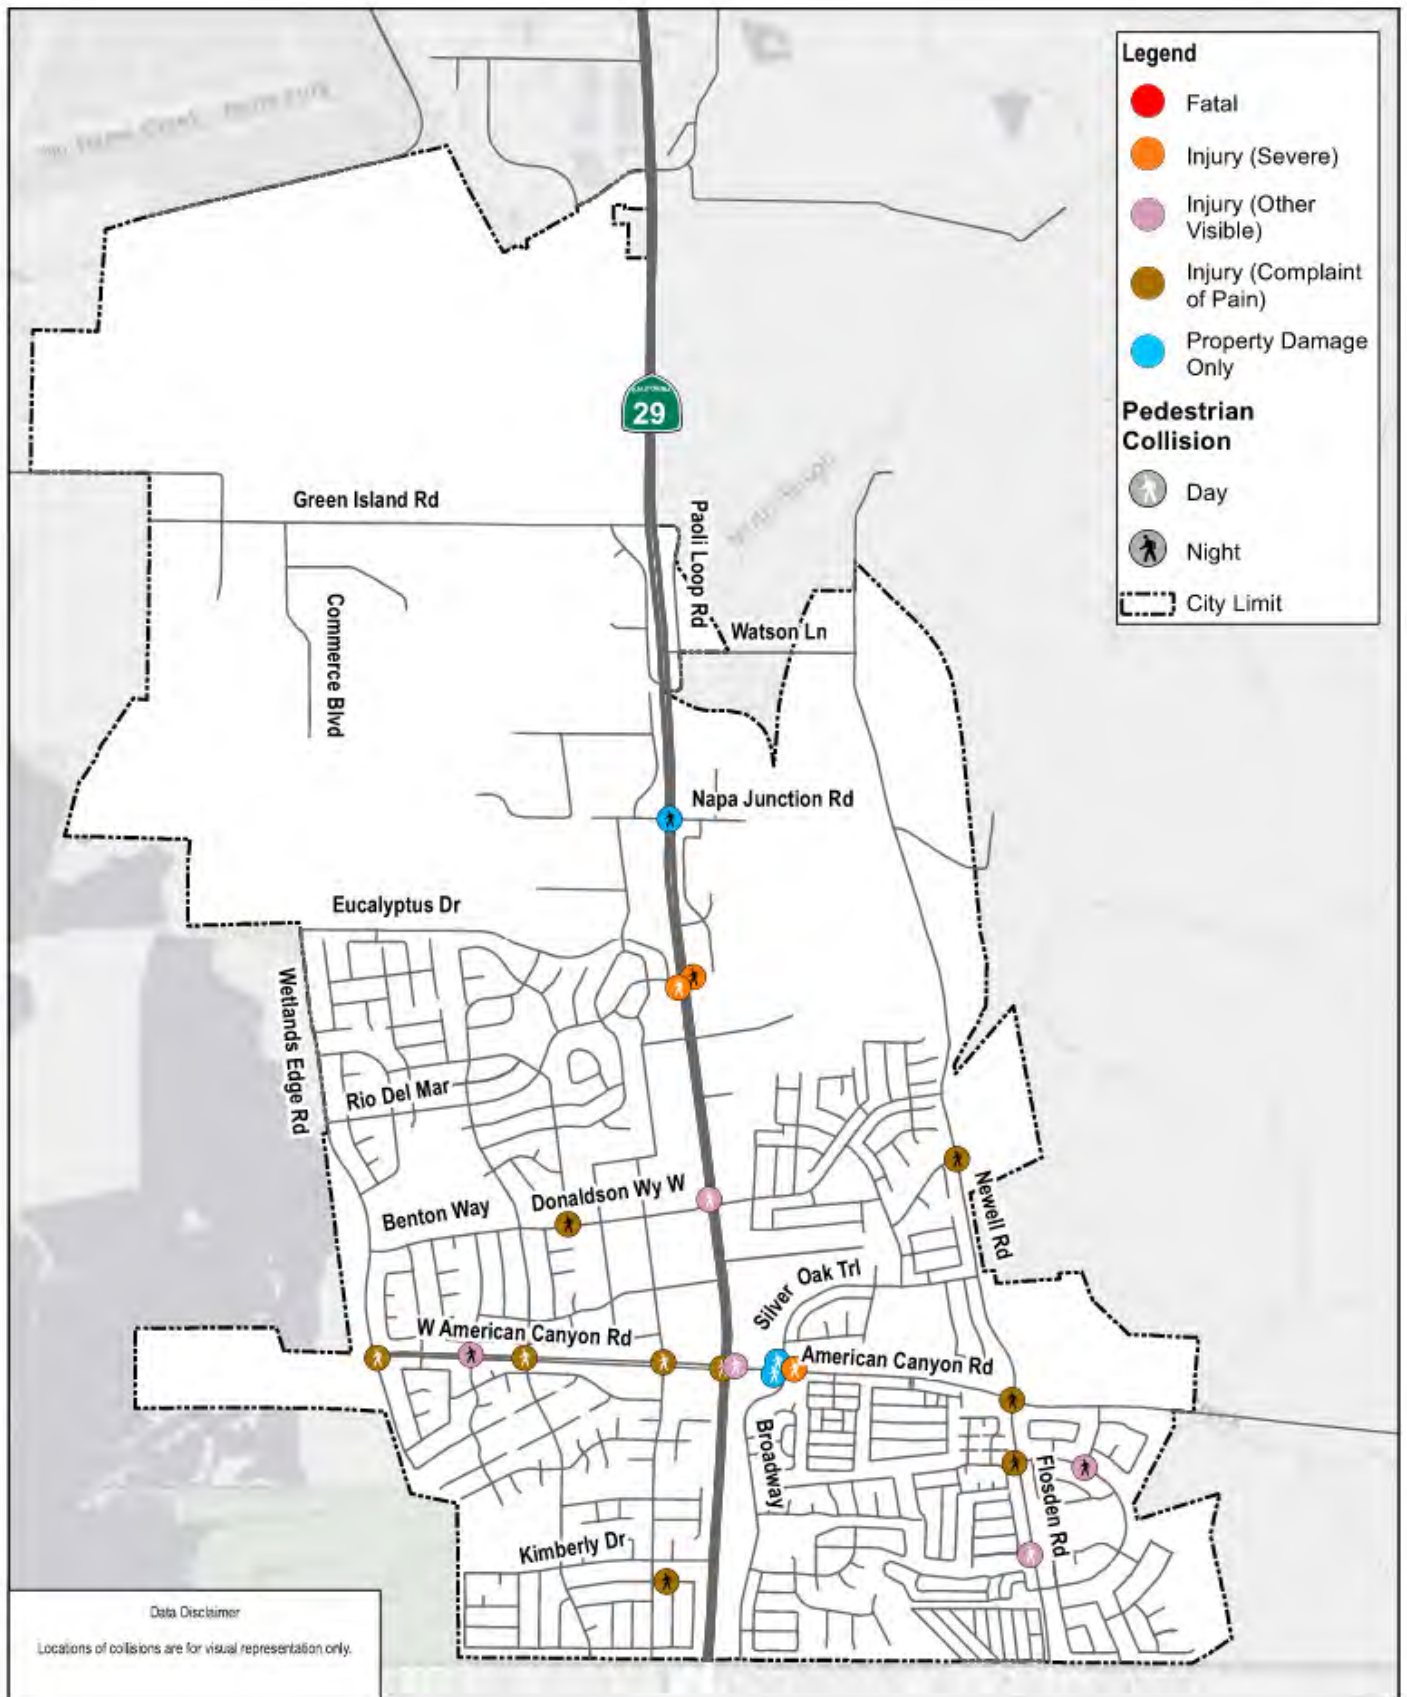 Legend
Fatal
Injury (Severe)
Injury (Other
Visible)
Injury (Complaint
of Pain)
Property Damage
Only
Pedestrian
Collision
Day
Night
City Limit
29
Green Island Rd
Paoli Loop Rd
Commerce Blvd
Watson Ln
Napa Junction Rd
Eucalyptus Dr
Wetlands Edge Rd
Rio Del Mar
Donaldson Wy W
Benton Way
Newell Rd
Silver Oak Trl
W American Canyon Rd
American Canyon Rd
Broadway
Flosden Rd
Kimberly Dr
Data Disclaimer
Locations of collisions are for visual representation only.